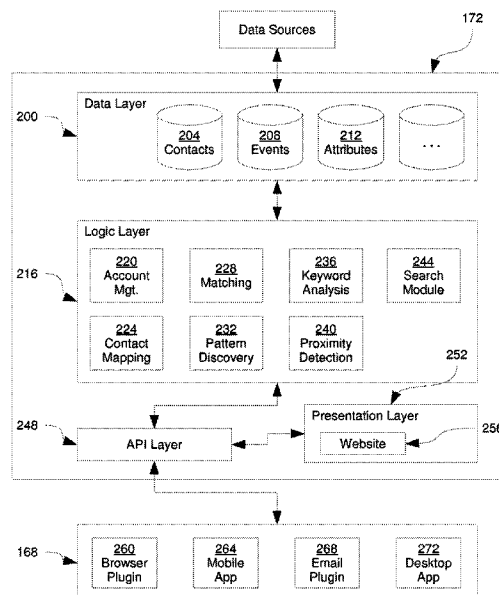 Data Sources
172
Data Layer
200
204
Contacts
208
Events
212
Attributes
...
Logic Layer
216
220
Account
Mgt.
228
Matching
236
Keyword
Analysis
244
Search
Module
224
Contact
Mapping
232
Pattern
Discovery
240
Proximity
Detection
252
248
API Layer
Presentation Layer
Website
256
168
260
Browser
Plugin
264
Mobile
App
268
Email
Plugin
272
Desktop
App